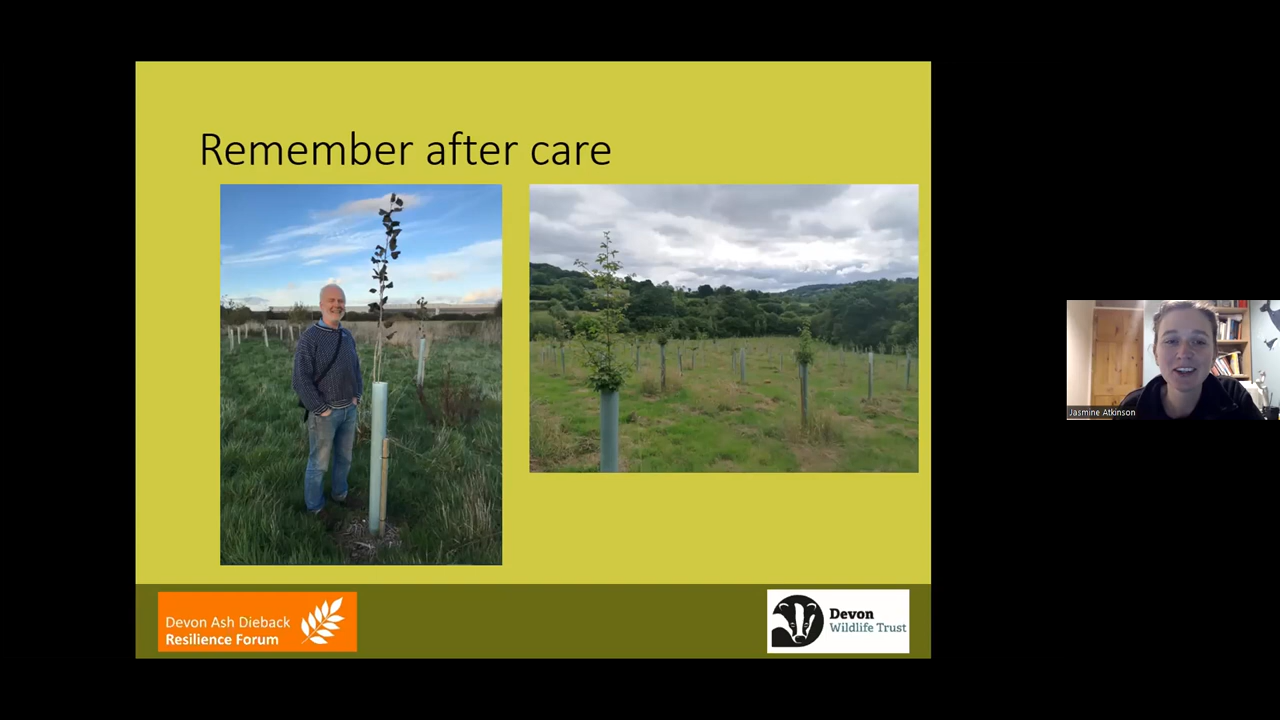 Remember after care
Devon Ash Dieback
Resilience Forum
Devon
Wildlife Trust
Jasmine Atkinson